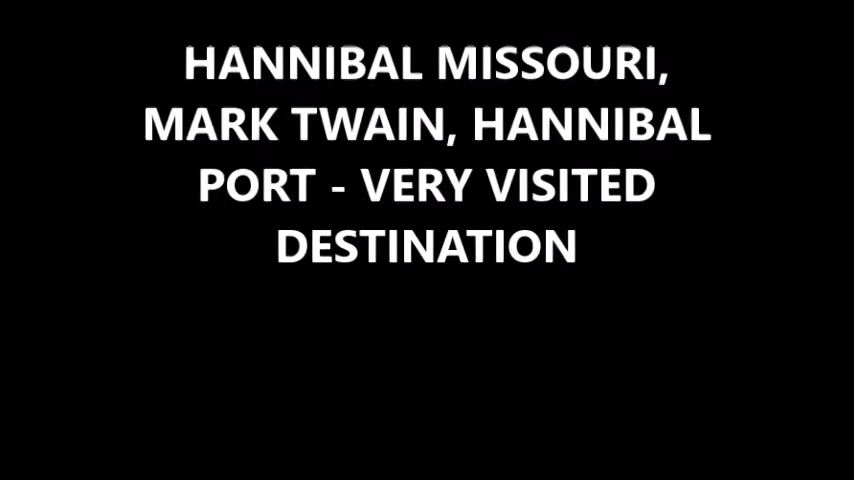 HANNIBAL MISSOURI,
MARK TWAIN, HANNIBAL
PORT - VERY VISITED
DESTINATION